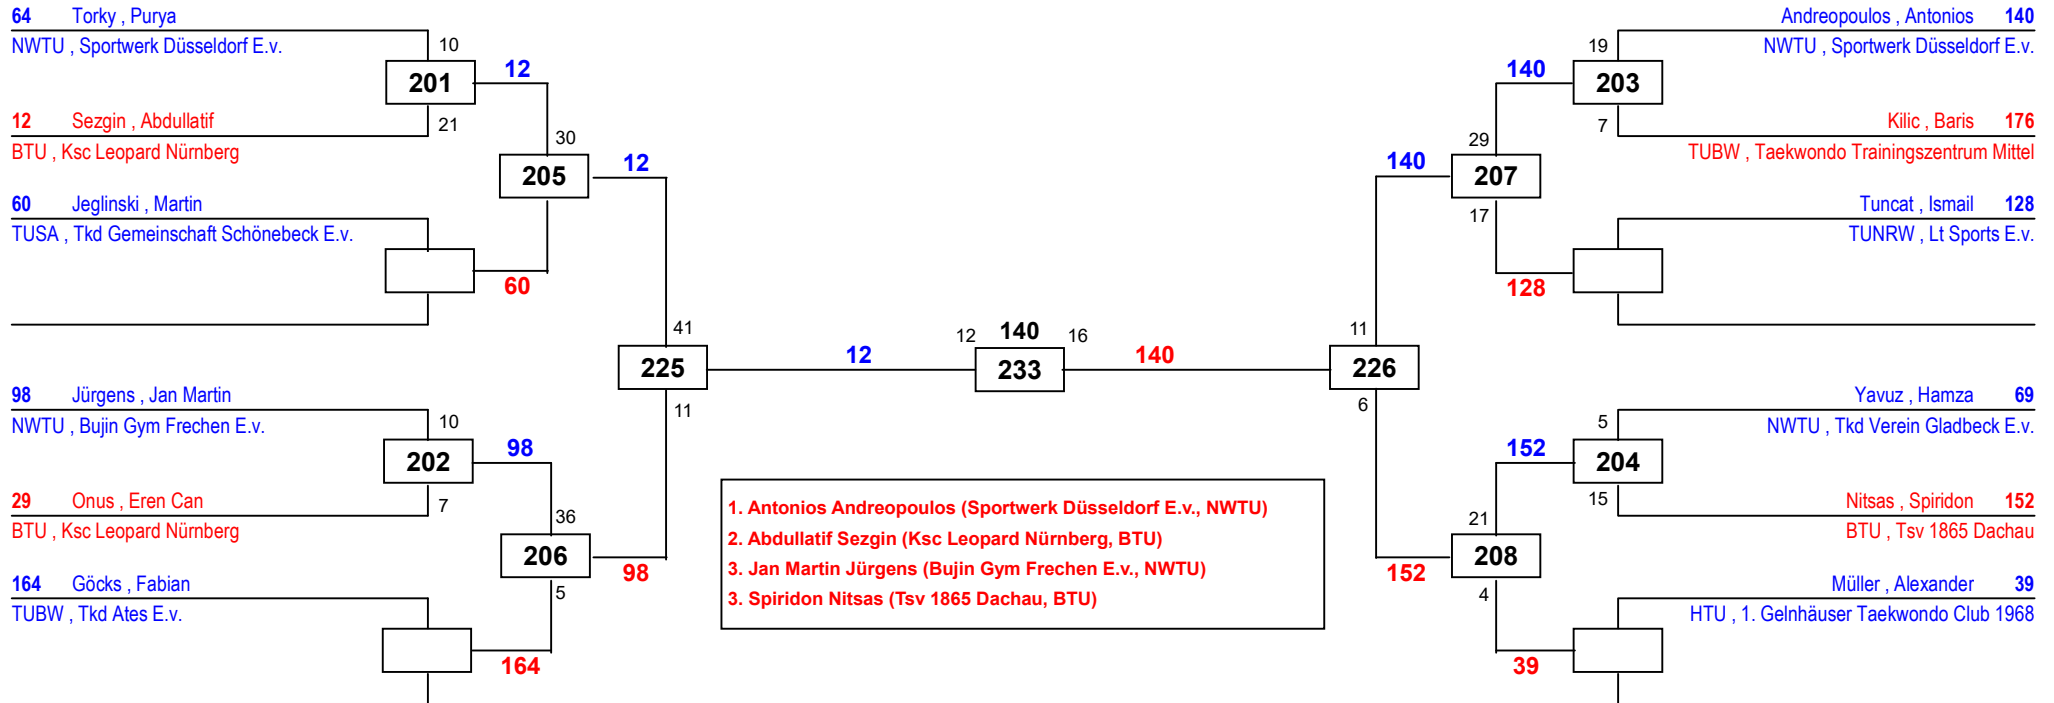 64 Torky , Purya
NWTU , Sportwerk Düsseldorf E.v.
10
201
12
12 Sezgin , Abdullatif
21
BTU , Ksc Leopard Nürnberg
30
205
12
60 Jeglinski , Martin
TUSA , Tkd Gemeinschaft Schönebeck E.v.
60
41
225
11
98 Jürgens , Jan Martin
NWTU , Bujin Gym Frechen E.v.
10
202
98
29 Onus , Eren Can
7
BTU , Ksc Leopard Nürnberg
36
206
98
5
164 Göcks , Fabian
TUBW , Tkd Ates E.v.
164
12
12 140 16
233
140
1. Antonios Andreopoulos (Sportwerk Düsseldorf E.v., NWTU)
2. Abdullatif Sezgin (Ksc Leopard Nürnberg, BTU)
3. Jan Martin Jürgens (Bujin Gym Frechen E.v., NWTU)
3. Spiridon Nitsas (Tsv 1865 Dachau, BTU)
Andreopoulos , Antonios 140
NWTU , Sportwerk Düsseldorf E.v.
19
140
203
7
Kilic , Baris 176
TUBW , Taekwondo Trainingszentrum Mittel
29
140
207
17
Tuncat , Ismail 128
TUNRW , Lt Sports E.v.
128
11
226
6
Yavuz , Hamza 69
NWTU , Tkd Verein Gladbeck E.v.
5
152
204
15
Nitsas , Spiridon 152
BTU , Tsv 1865 Dachau
21
208
152
4
Müller , Alexander 39
HTU , 1. Gelnhäuser Taekwondo Club 1968
39